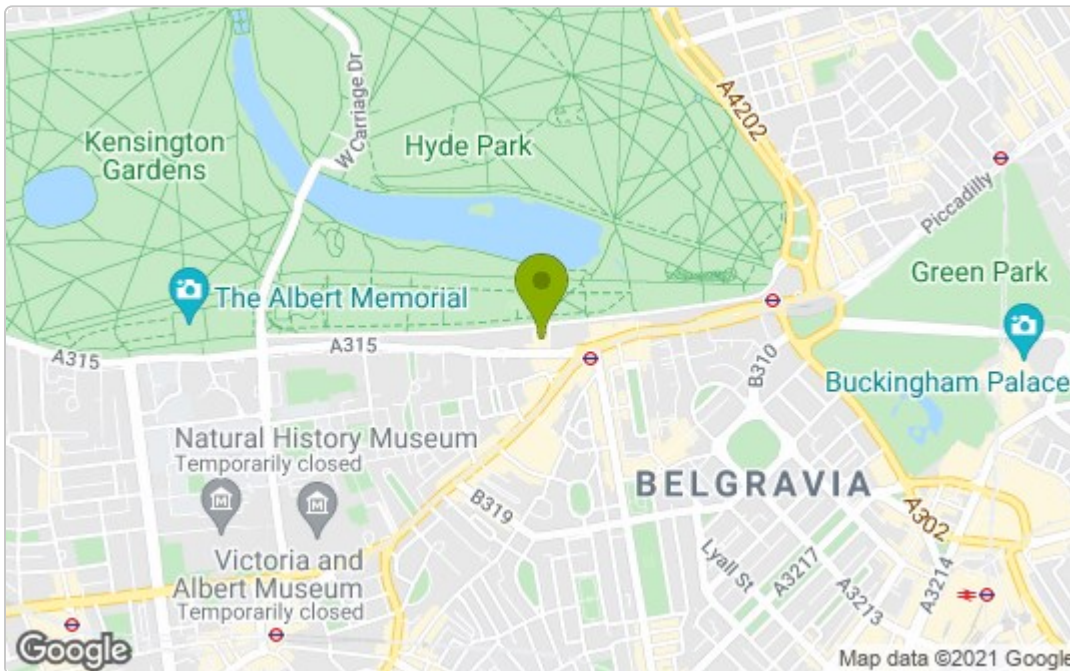 Kensington
Gardens
W Carriage Dr
Hyde Park
A4202
Piccadilly
Green Park
The Albert Memorial
A315
A315
B310
Buckingham Palace
Natural History Museum
Temporarily closed
BELGRAVIA
B319
A302
Victoria and
Albert Museum
Temporarily closed
Lyall St
A3217
A3213
A3214
Google
Map data ©2021 Google